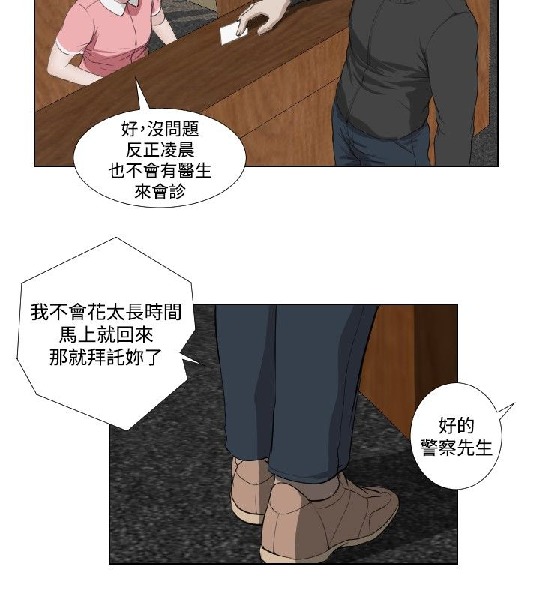 好，沒問題
反正凌晨
也不會有醫生
來會診
我不會花太長時間
馬上就回來
那就拜託妳了
好的
警察先生